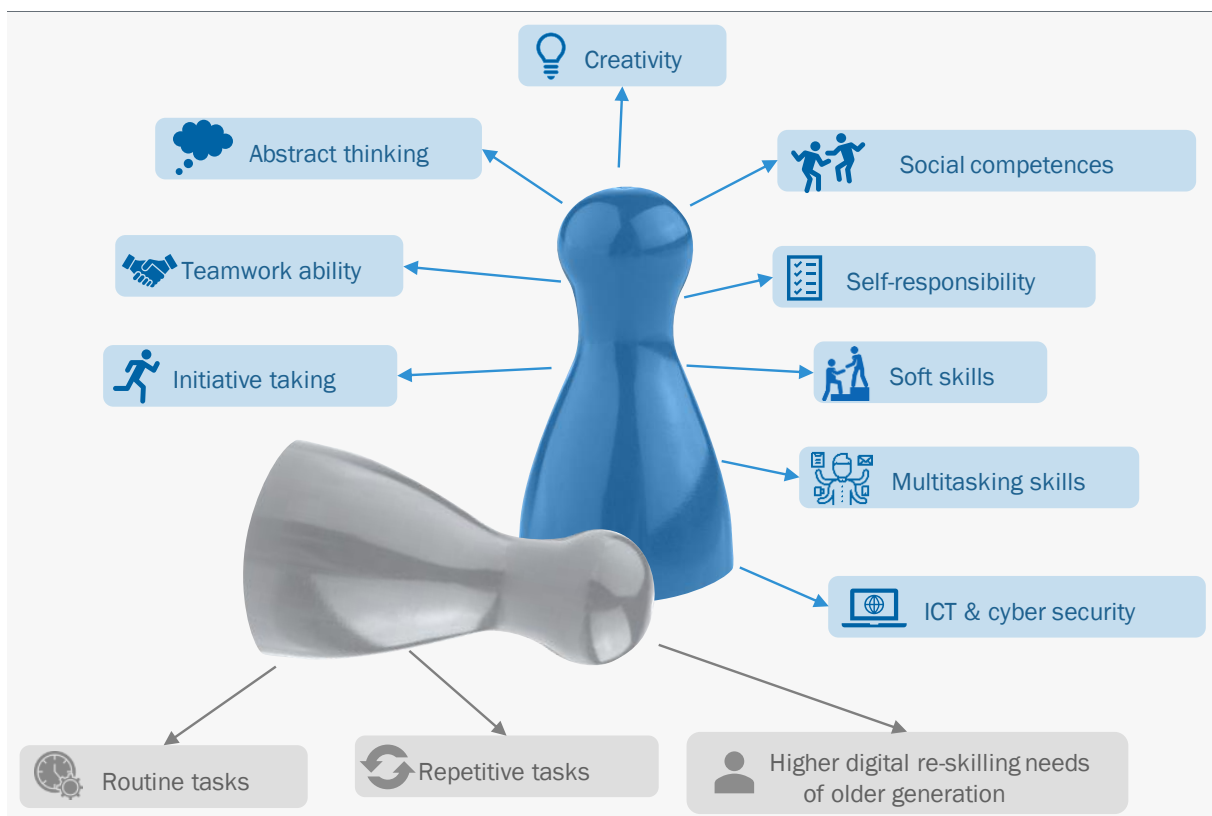 Creativity
Abstract thinking
Social competences
Teamwork ability
Self-responsibility
Initiative taking
Soft skills
Multitasking skills
ICT & cyber security
Routine tasks
Repetitive tasks
Higher digital re-skilling needs
of older generation